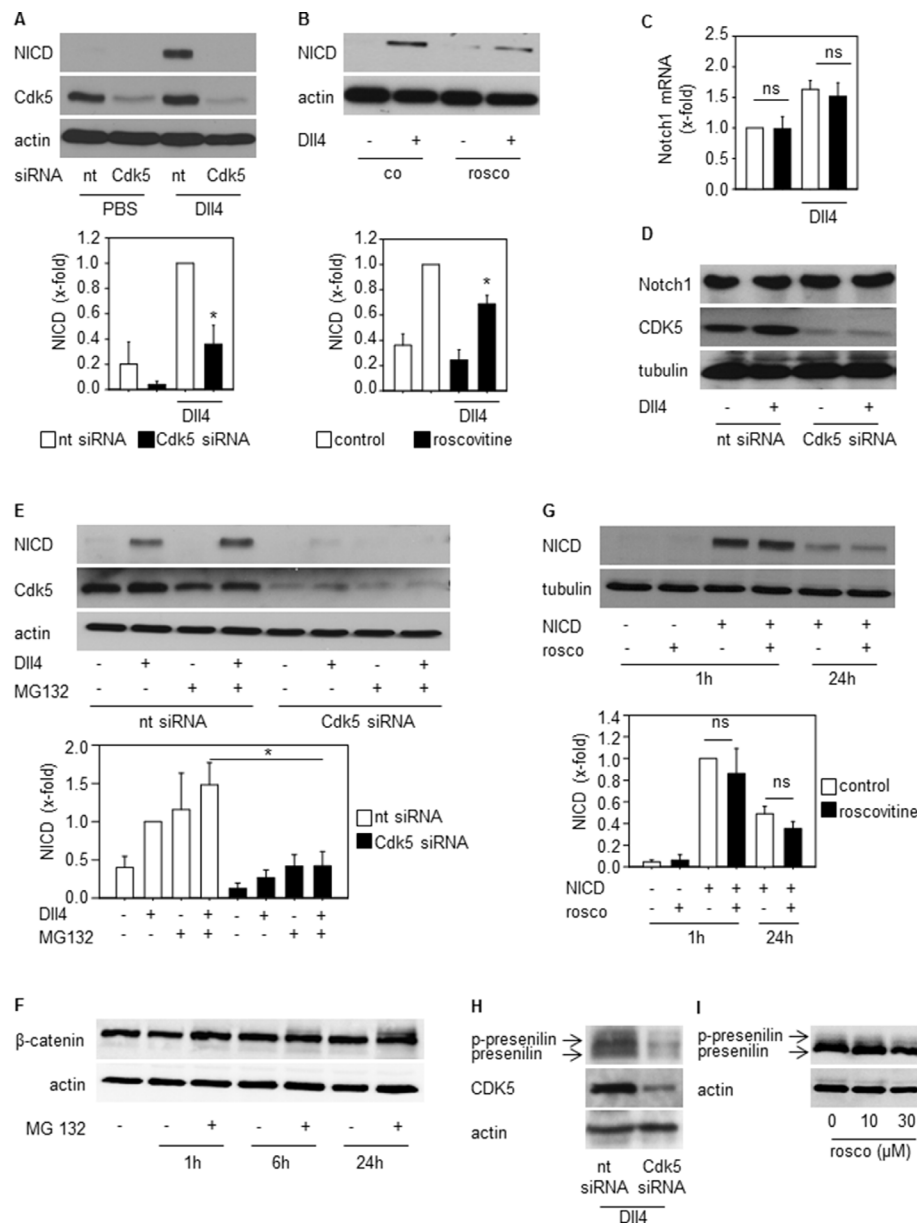 A
NICD
Cdk5
actin
siRNA nt Cdk5 nt Cdk5
PBS Dll4
NICD (x-fold)
1.2
1.0
0.8
0.6
0.4
0.2
0.0
*
Dll4
nt siRNA Cdk5 siRNA
B
NICD
actin
Dll4 - + - +
co rosco
NICD (x-fold)
1.2
1.0
0.8
0.6
0.4
0.2
0.0
*
Dll4
control roscovitine
C
Notch1 mRNA
(x-fold)
2.5
2.0
1.5
1.0
0.5
0.0
ns
ns
Dll4
D
Notch1
CDK5
tubulin
Dll4 - + - +
nt siRNA Cdk5 siRNA
E
NICD
Cdk5
actin
Dll4 - + - + - + - +
MG132 - - + + - - + +
nt siRNA Cdk5 siRNA
NICD (x-fold)
2.0
1.5
1.0
0.5
0.0
*
nt siRNA
Cdk5 siRNA
Dll4 - + - + - + - +
MG132 - - + + - - + +
G
NICD
tubulin
NICD - - + + + +
rosco - + - + - +
1h 24h
NICD (x-fold)
1.4
1.2
1.0
0.8
0.6
0.4
0.2
0.0
ns
ns
control
roscovitine
NICD - - + + + +
rosco - + - + - +
1h 24h
F
β-catenin
actin
MG 132 - - + - + - +
1h 6h 24h
H
p-presenilin
presenilin
CDK5
actin
nt siRNA Cdk5 siRNA
Dll4
I
p-presenilin
presenilin
actin
0 10 30
rosco (µM)